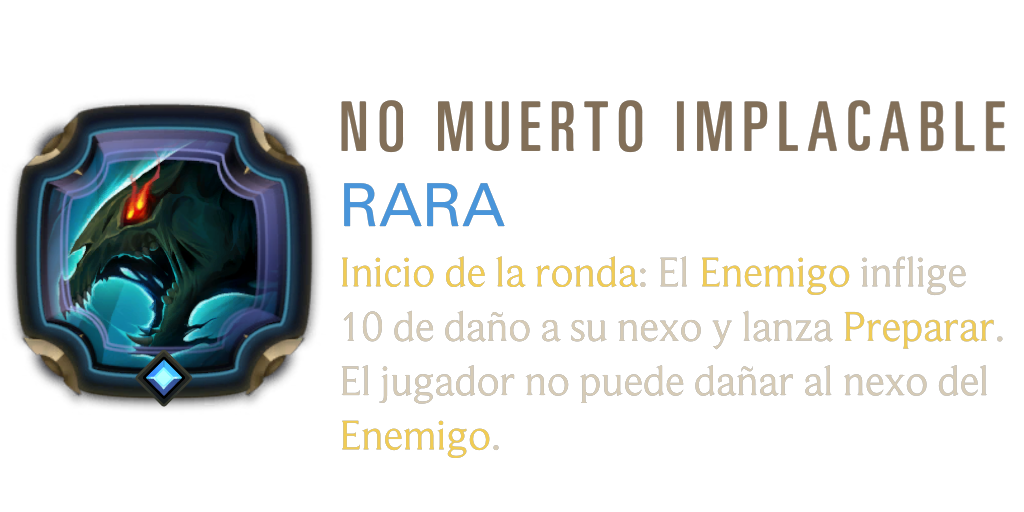 NO MUERTO IMPLACABLE
RARA
Inicio de la ronda: El Enemigo inflige
10 de daño a su nexo y lanza Preparar.
El jugador no puede dañar al nexo del
Enemigo.